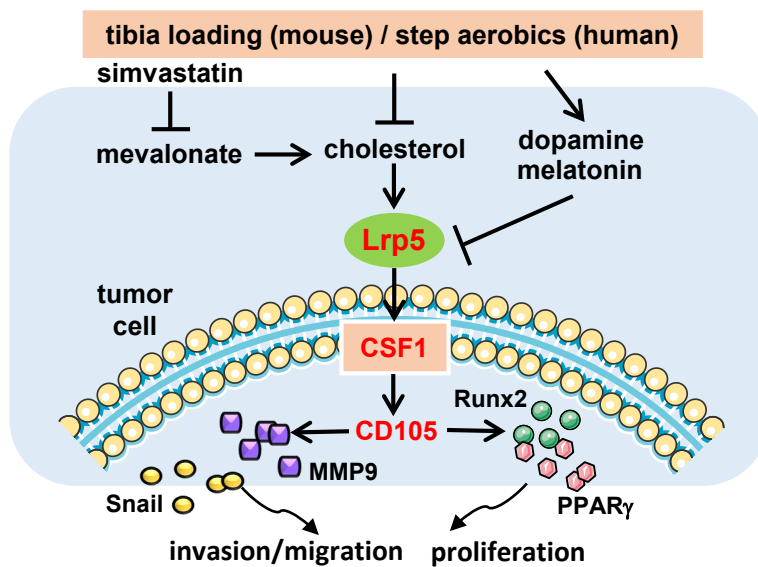 tibia loading (mouse) / step aerobics (human)
simvastatin
mevalonate
cholesterol
dopamine
melatonin
Lrp5
tumor
cell
CSF1
Runx2
CD105
MMP9
Snail
PPARγ
invasion/migration
proliferation